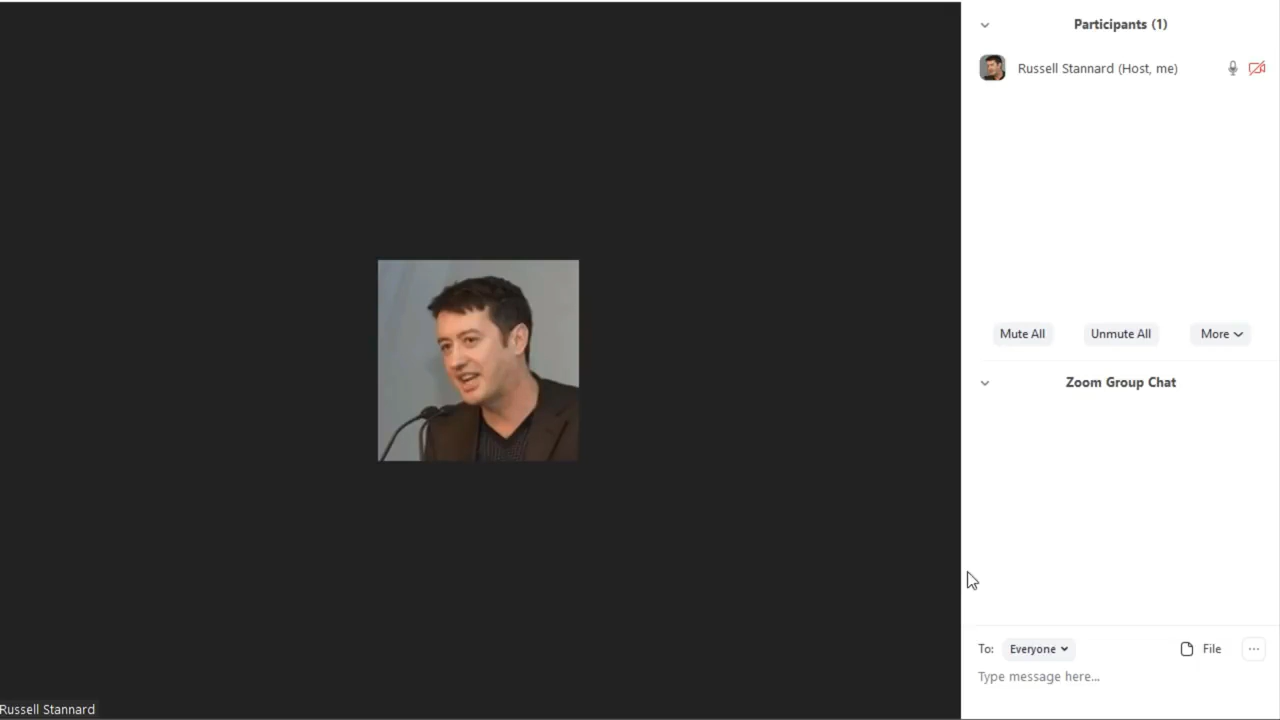 Participants (1)
Russell Stannard (Host, me)
Mute All Unmute All More
Zoom Group Chat
To: Everyone File ...
Type message here...
Russell Stannard